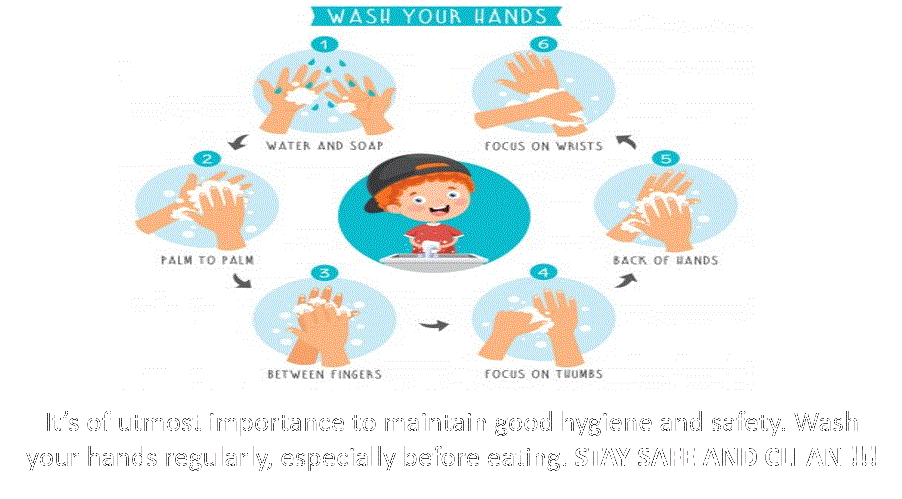 WASH YOUR HANDS
1
WATER AND SOAP
2
PALM TO PALM
3
BETWEEN FINGERS
4
FOCUS ON THUMBS
5
BACK OF HANDS
6
FOCUS ON WRISTS
It's of utmost importance to maintain good hygiene and safety. Wash
your hands regularly, especially before eating. STAY SAFE AND CLEAN !!!